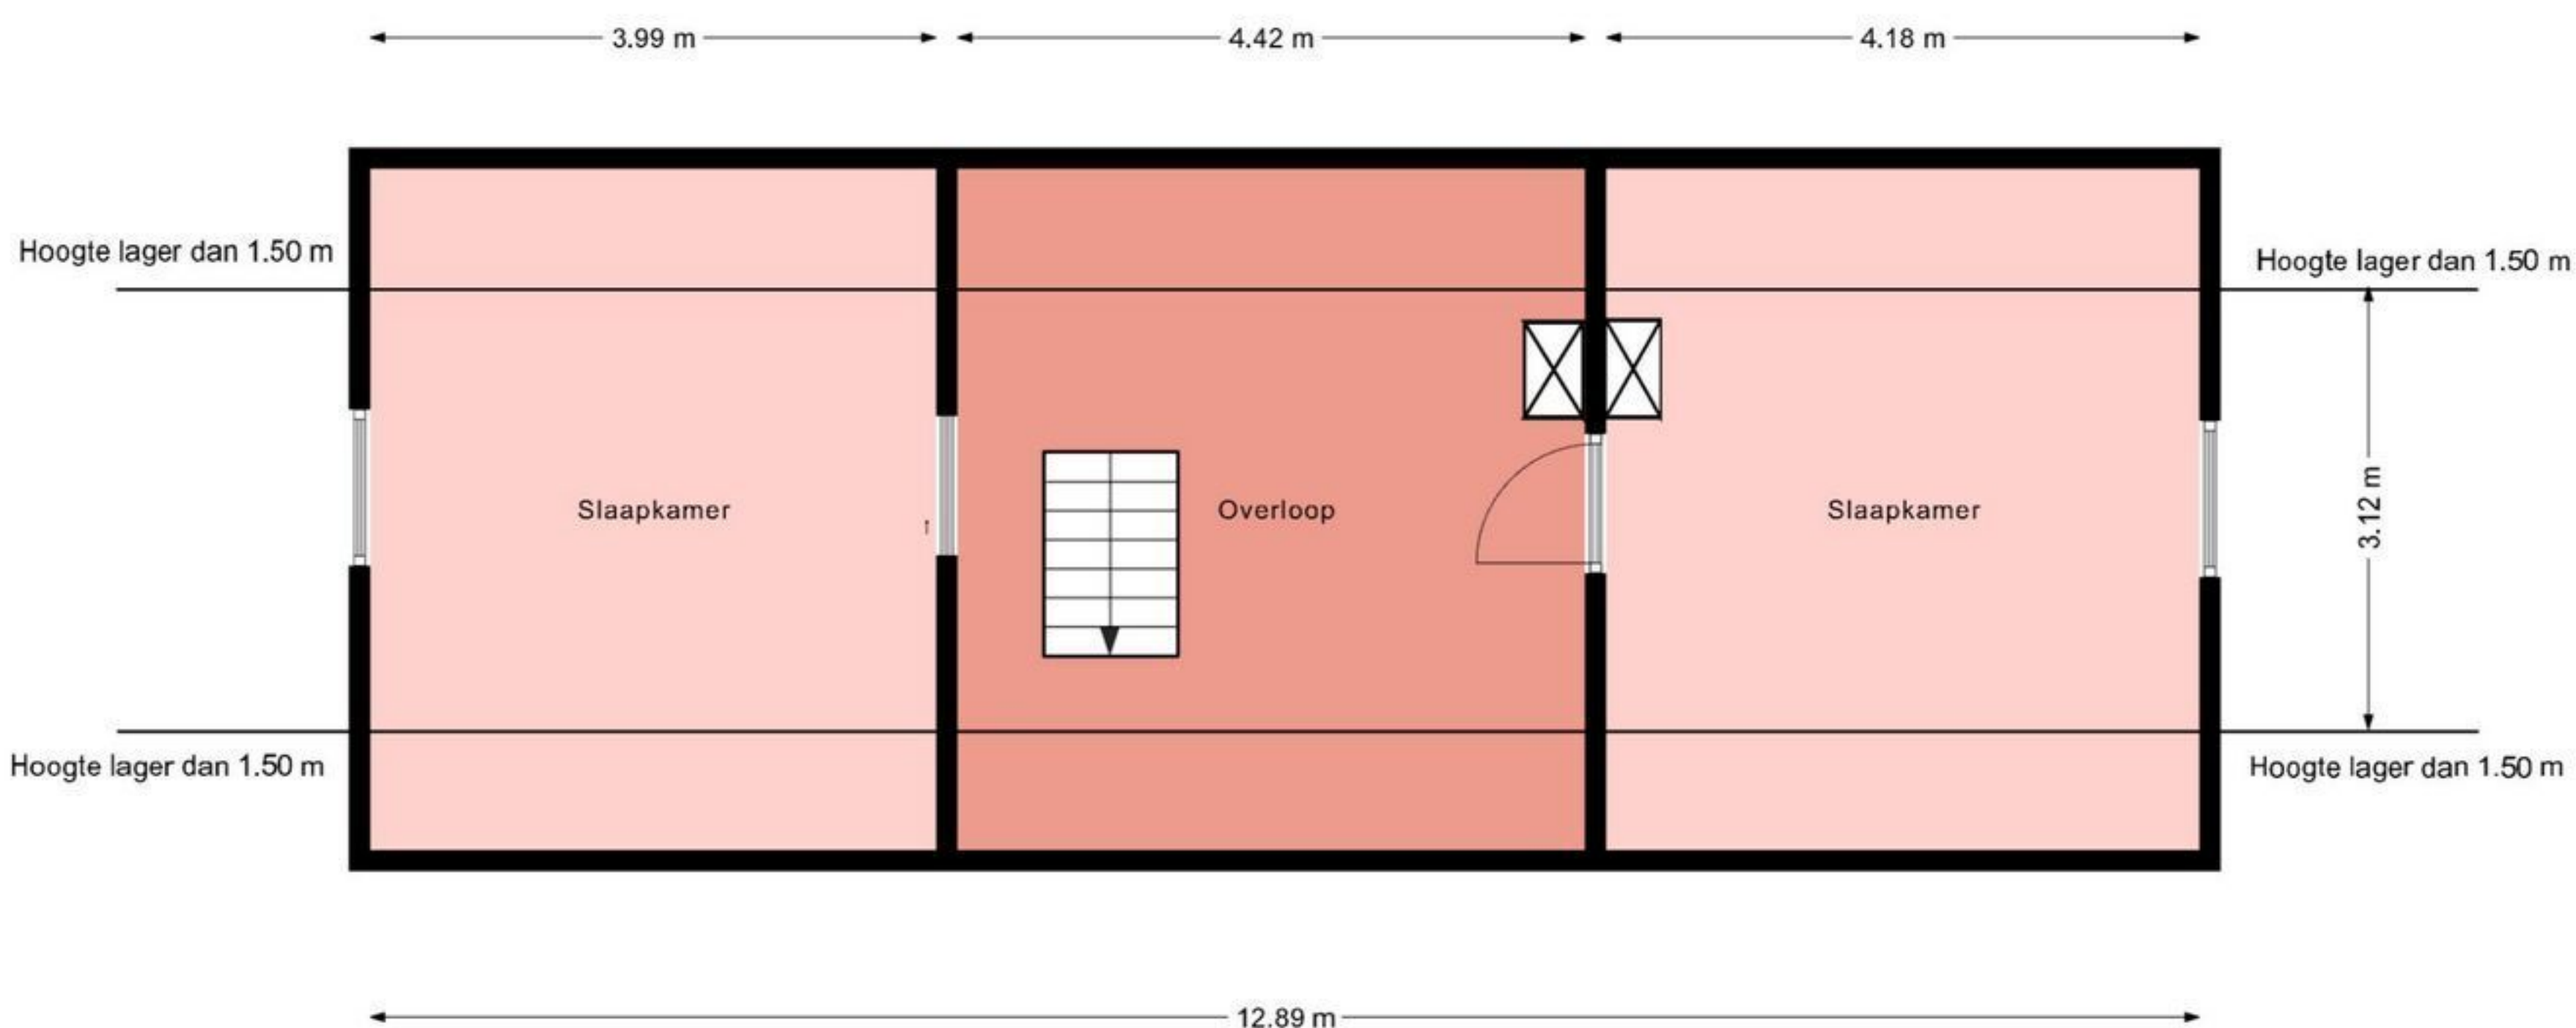 3.99 m
4.42 m
4.18 m
Hoogte lager dan 1.50 m
Hoogte lager dan 1.50 m
Slaapkamer
Overloop
Slaapkamer
3.12 m
Hoogte lager dan 1.50 m
Hoogte lager dan 1.50 m
12.89 m